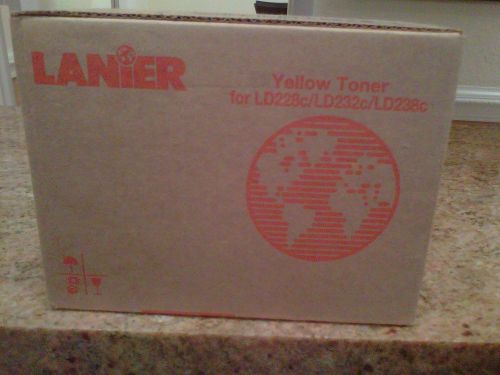 LANIER
Yellow Toner
for LD228c/LD232c/LD238c